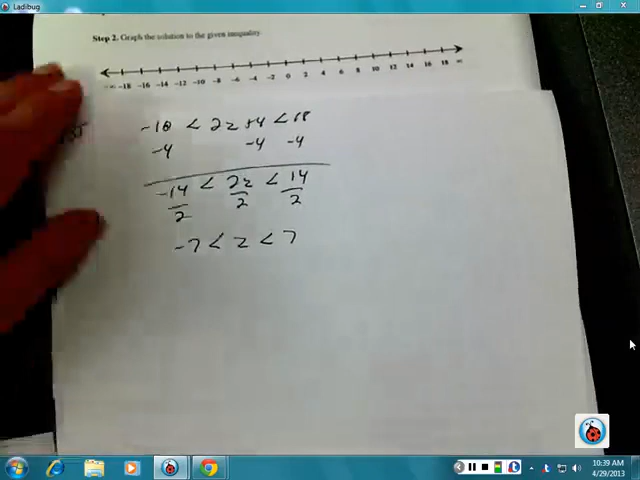 Ladibug
Step 2. Graph the solution to the given inequality.
-∞ -18 -16 -14 -12 -10 -8 -6 -4 -2 0 2 4 6 8 10 12 14 16 18 ∞
-18 < 2z +4 < 18
-4 -4 -4
-14 < 2z < 14
2 2 2
-7 < z < 7
10:39 AM
4/29/2013